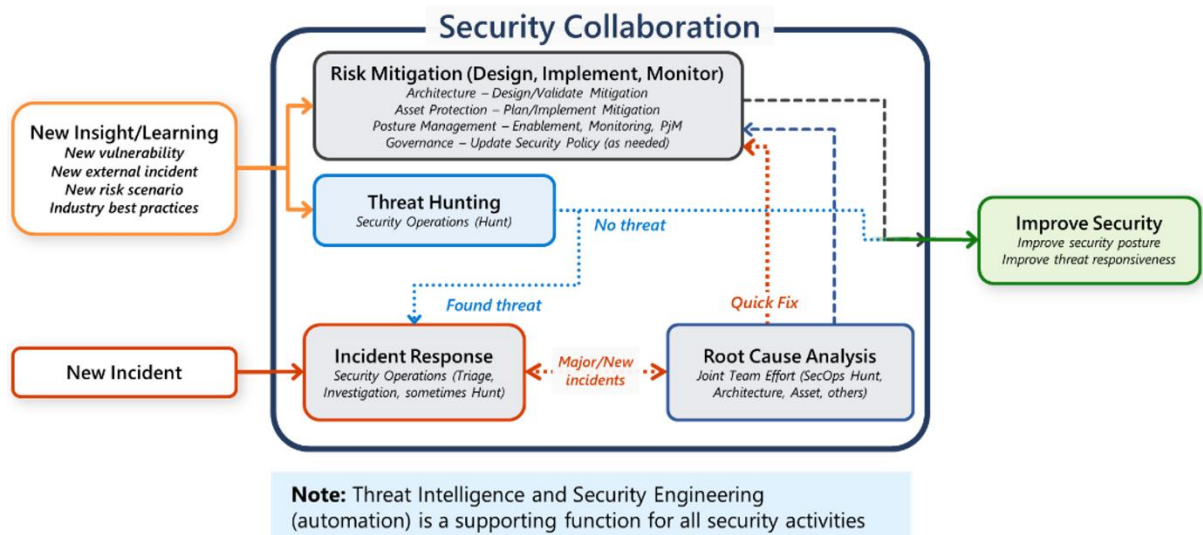 Security Collaboration
Risk Mitigation (Design, Implement, Monitor)
Architecture – Design/Validate Mitigation
Asset Protection – Plan/Implement Mitigation
Posture Management – Enablement, Monitoring, PjM
Governance – Update Security Policy (as needed)
New Insight/Learning
New vulnerability
New external incident
New risk scenario
Industry best practices
Threat Hunting
Security Operations (Hunt)
No threat
Improve Security
Improve security posture
Improve threat responsiveness
Found threat
Quick Fix
New Incident
Incident Response
Security Operations (Triage,
Investigation, sometimes Hunt)
Major/New
incidents
Root Cause Analysis
Joint Team Effort (SecOps Hunt,
Architecture, Asset, others)
Note: Threat Intelligence and Security Engineering
(automation) is a supporting function for all security activities